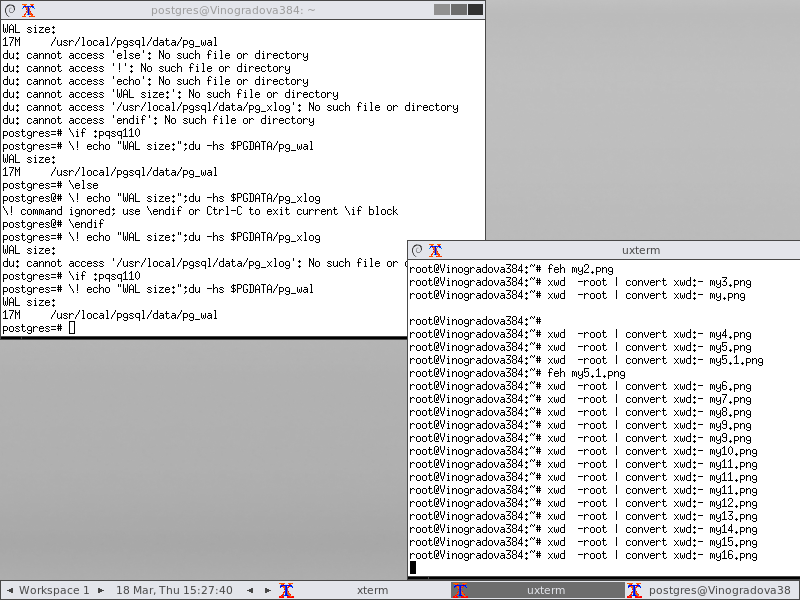 postgres@Vinogradova384: ~
WAL size:
17M     /usr/local/pgsql/data/pg_wal
du: cannot access 'else': No such file or directory
du: cannot access '!': No such file or directory
du: cannot access 'echo': No such file or directory
du: cannot access 'WAL size:': No such file or directory
du: cannot access '/usr/local/pgsql/data/pg_xlog': No such file or directory
du: cannot access 'endif': No such file or directory
postgres=# \if :pqsq110
postgres=# \! echo "WAL size:";du -hs $PGDATA/pg_wal
WAL size:
17M     /usr/local/pgsql/data/pg_wal
postgres=# \else
postgres@# \! echo "WAL size:";du -hs $PGDATA/pg_xlog
\! command ignored; use \endif or Ctrl-C to exit current \if block
postgres@# \endif
postgres=# \! echo "WAL size:";du -hs $PGDATA/pg_xlog
WAL size:
du: cannot access '/usr/local/pgsql/data/pg_xlog': No such file or
postgres=# \if :pqsq110
postgres=# \! echo "WAL size:";du -hs $PGDATA/pg_wal
WAL size:
17M     /usr/local/pgsql/data/pg_wal
postgres=#
uxterm
root@Vinogradova384:~# feh my2.png
root@Vinogradova384:~# xwd  -root | convert xwd:- my3.png
root@Vinogradova384:~# xwd  -root | convert xwd:- my.png
root@Vinogradova384:~#
root@Vinogradova384:~# xwd  -root | convert xwd:- my4.png
root@Vinogradova384:~# xwd  -root | convert xwd:- my5.png
root@Vinogradova384:~# xwd  -root | convert xwd:- my5.1.png
root@Vinogradova384:~# feh my5.1.png
root@Vinogradova384:~# xwd  -root | convert xwd:- my6.png
root@Vinogradova384:~# xwd  -root | convert xwd:- my7.png
root@Vinogradova384:~# xwd  -root | convert xwd:- my8.png
root@Vinogradova384:~# xwd  -root | convert xwd:- my9.png
root@Vinogradova384:~# xwd  -root | convert xwd:- my9.png
root@Vinogradova384:~# xwd  -root | convert xwd:- my10.png
root@Vinogradova384:~# xwd  -root | convert xwd:- my11.png
root@Vinogradova384:~# xwd  -root | convert xwd:- my11.png
root@Vinogradova384:~# xwd  -root | convert xwd:- my11.png
root@Vinogradova384:~# xwd  -root | convert xwd:- my12.png
root@Vinogradova384:~# xwd  -root | convert xwd:- my13.png
root@Vinogradova384:~# xwd  -root | convert xwd:- my14.png
root@Vinogradova384:~# xwd  -root | convert xwd:- my15.png
root@Vinogradova384:~# xwd  -root | convert xwd:- my16.png
Workspace 1 18 Mar, Thu 15:27:40 xterm uxterm postgres@Vinogradova38